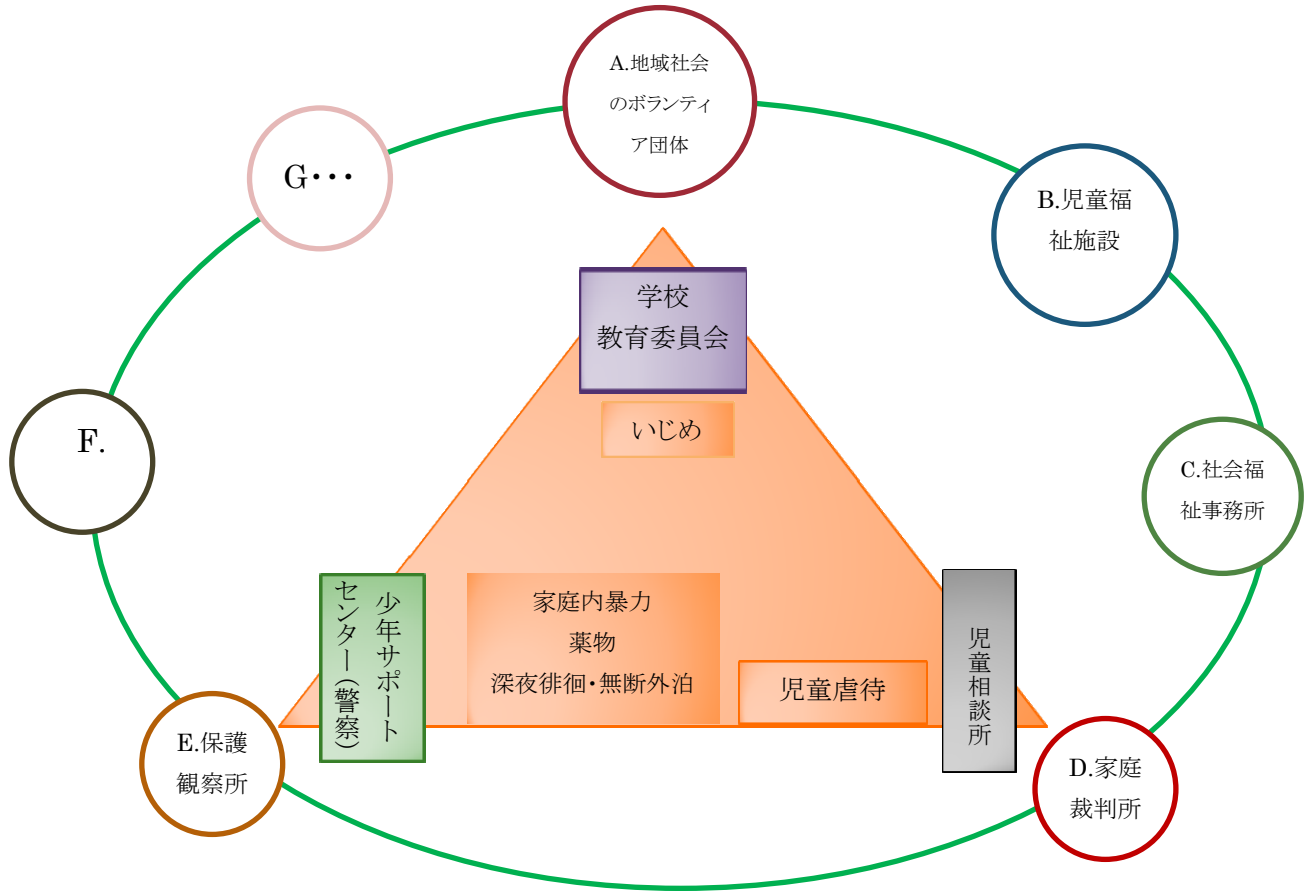 A.地域社会
のボランティ
ア団体
G・・・
B.児童福
祉施設
学校
教育委員会
いじめ
F.
C.社会福
祉事務所
少年サポート
センター(警察)
家庭内暴力
薬物
深夜徘徊・無断外泊
児童虐待
児童相談所
E.保護
観察所
D.家庭
裁判所